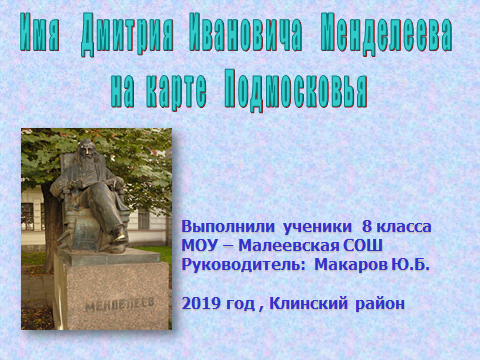 Имя Дмитрия Ивановича Менделеева
на карте Подмосковья
Выполнили ученики 8 класса
МОУ – Малеевская СОШ
Руководитель: Макаров Ю.Б.
2019 год , Клинский район
МЕНДЕЛЕЕВ